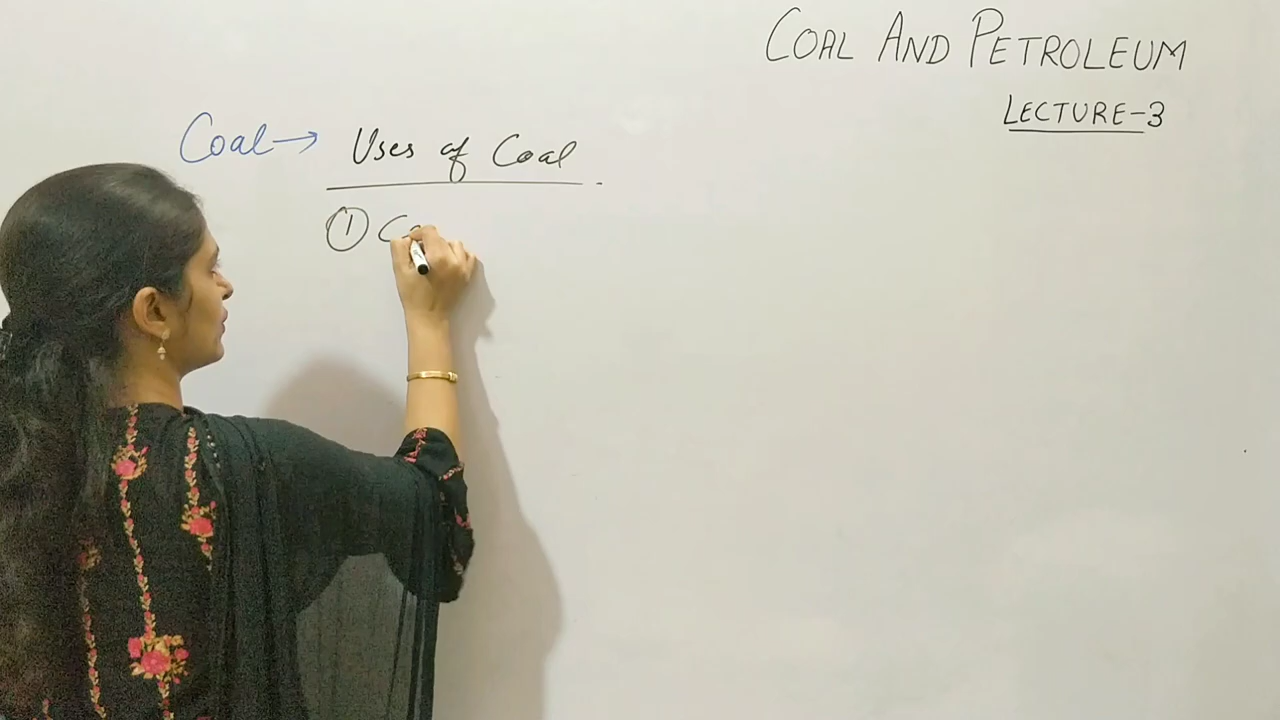 COAL AND PETROLEUM
LECTURE-3
Coal → Uses of Coal
①